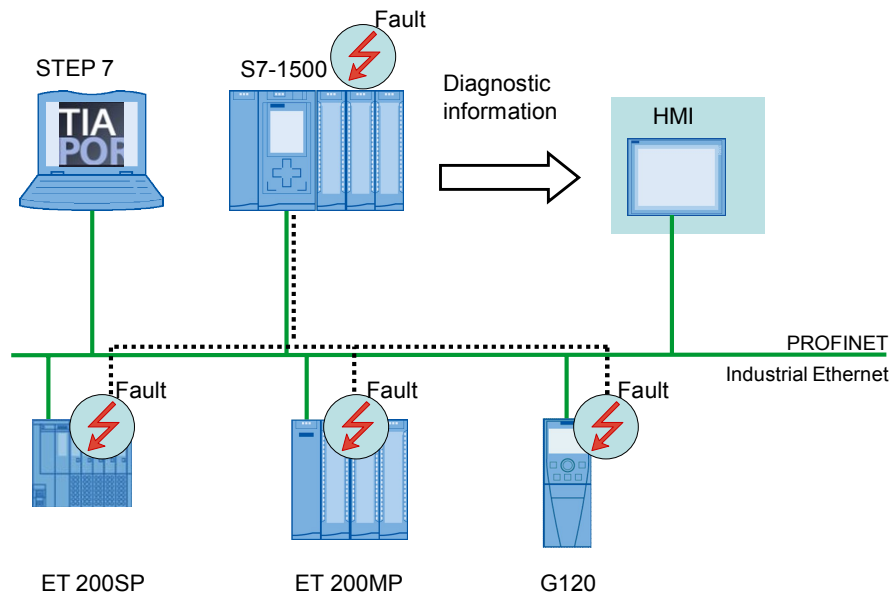 Fault
STEP 7
S7-1500
Diagnostic
information
HMI
TIA
POR
PROFINET
Industrial Ethernet
Fault
Fault
Fault
ET 200SP
ET 200MP
G120